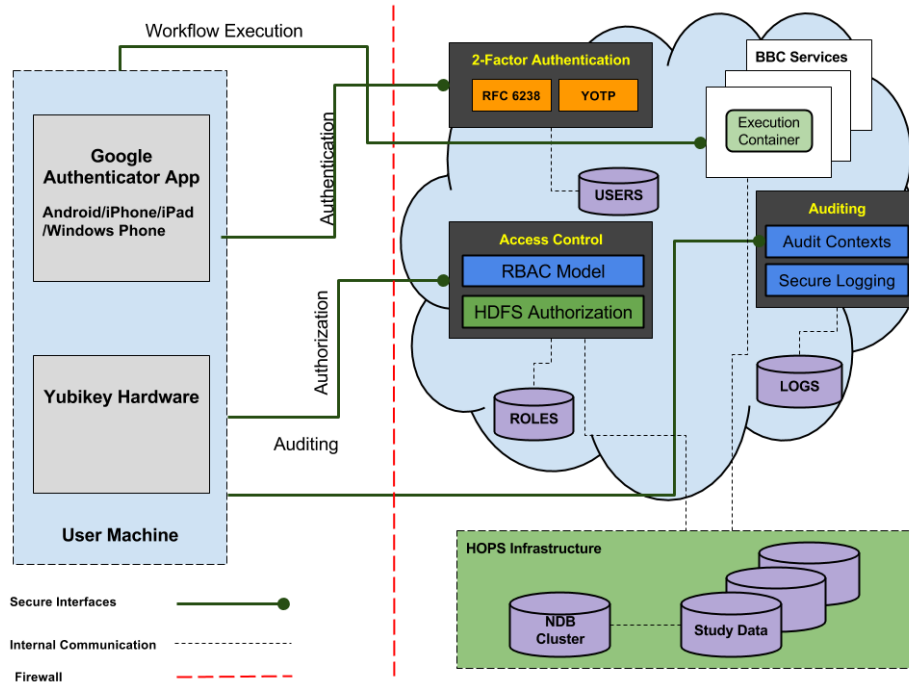 Workflow Execution
Google
Authenticator App
Android/iPhone/iPad
/Windows Phone
Yubikey Hardware
User Machine
Authentication
Authorization
Auditing
2-Factor Authentication
RFC 6238
YOTP
USERS
BBC Services
Execution
Container
Access Control
RBAC Model
HDFS Authorization
ROLES
Auditing
Audit Contexts
Secure Logging
LOGS
HOPS Infrastructure
NDB
Cluster
Study Data
Secure Interfaces
Internal Communication
Firewall